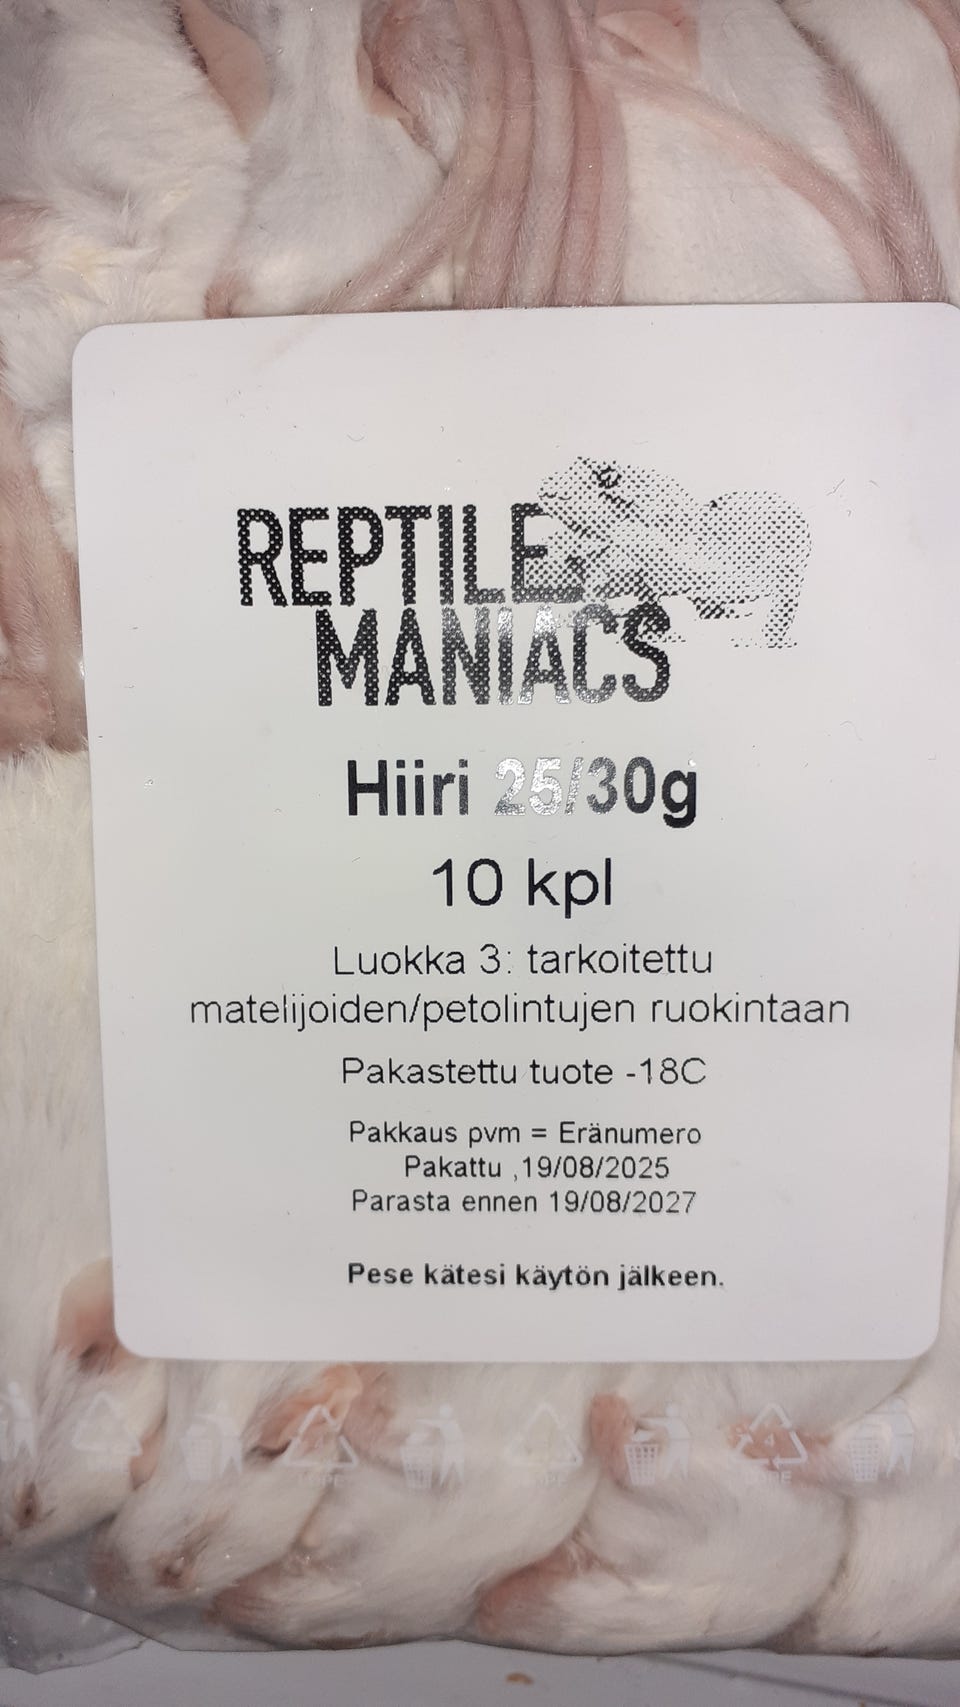 REPTILE
MANIACS
Hiiri 25/30g
10 kpl
Luokka 3: tarkoitettu
matelijoiden/petolintujen ruokintaan
Pakastettu tuote -18C
Pakkaus pvm = Eränumero
Pakattu ,19/08/2025
Parasta ennen 19/08/2027
Pese kätesi käytön jälkeen.